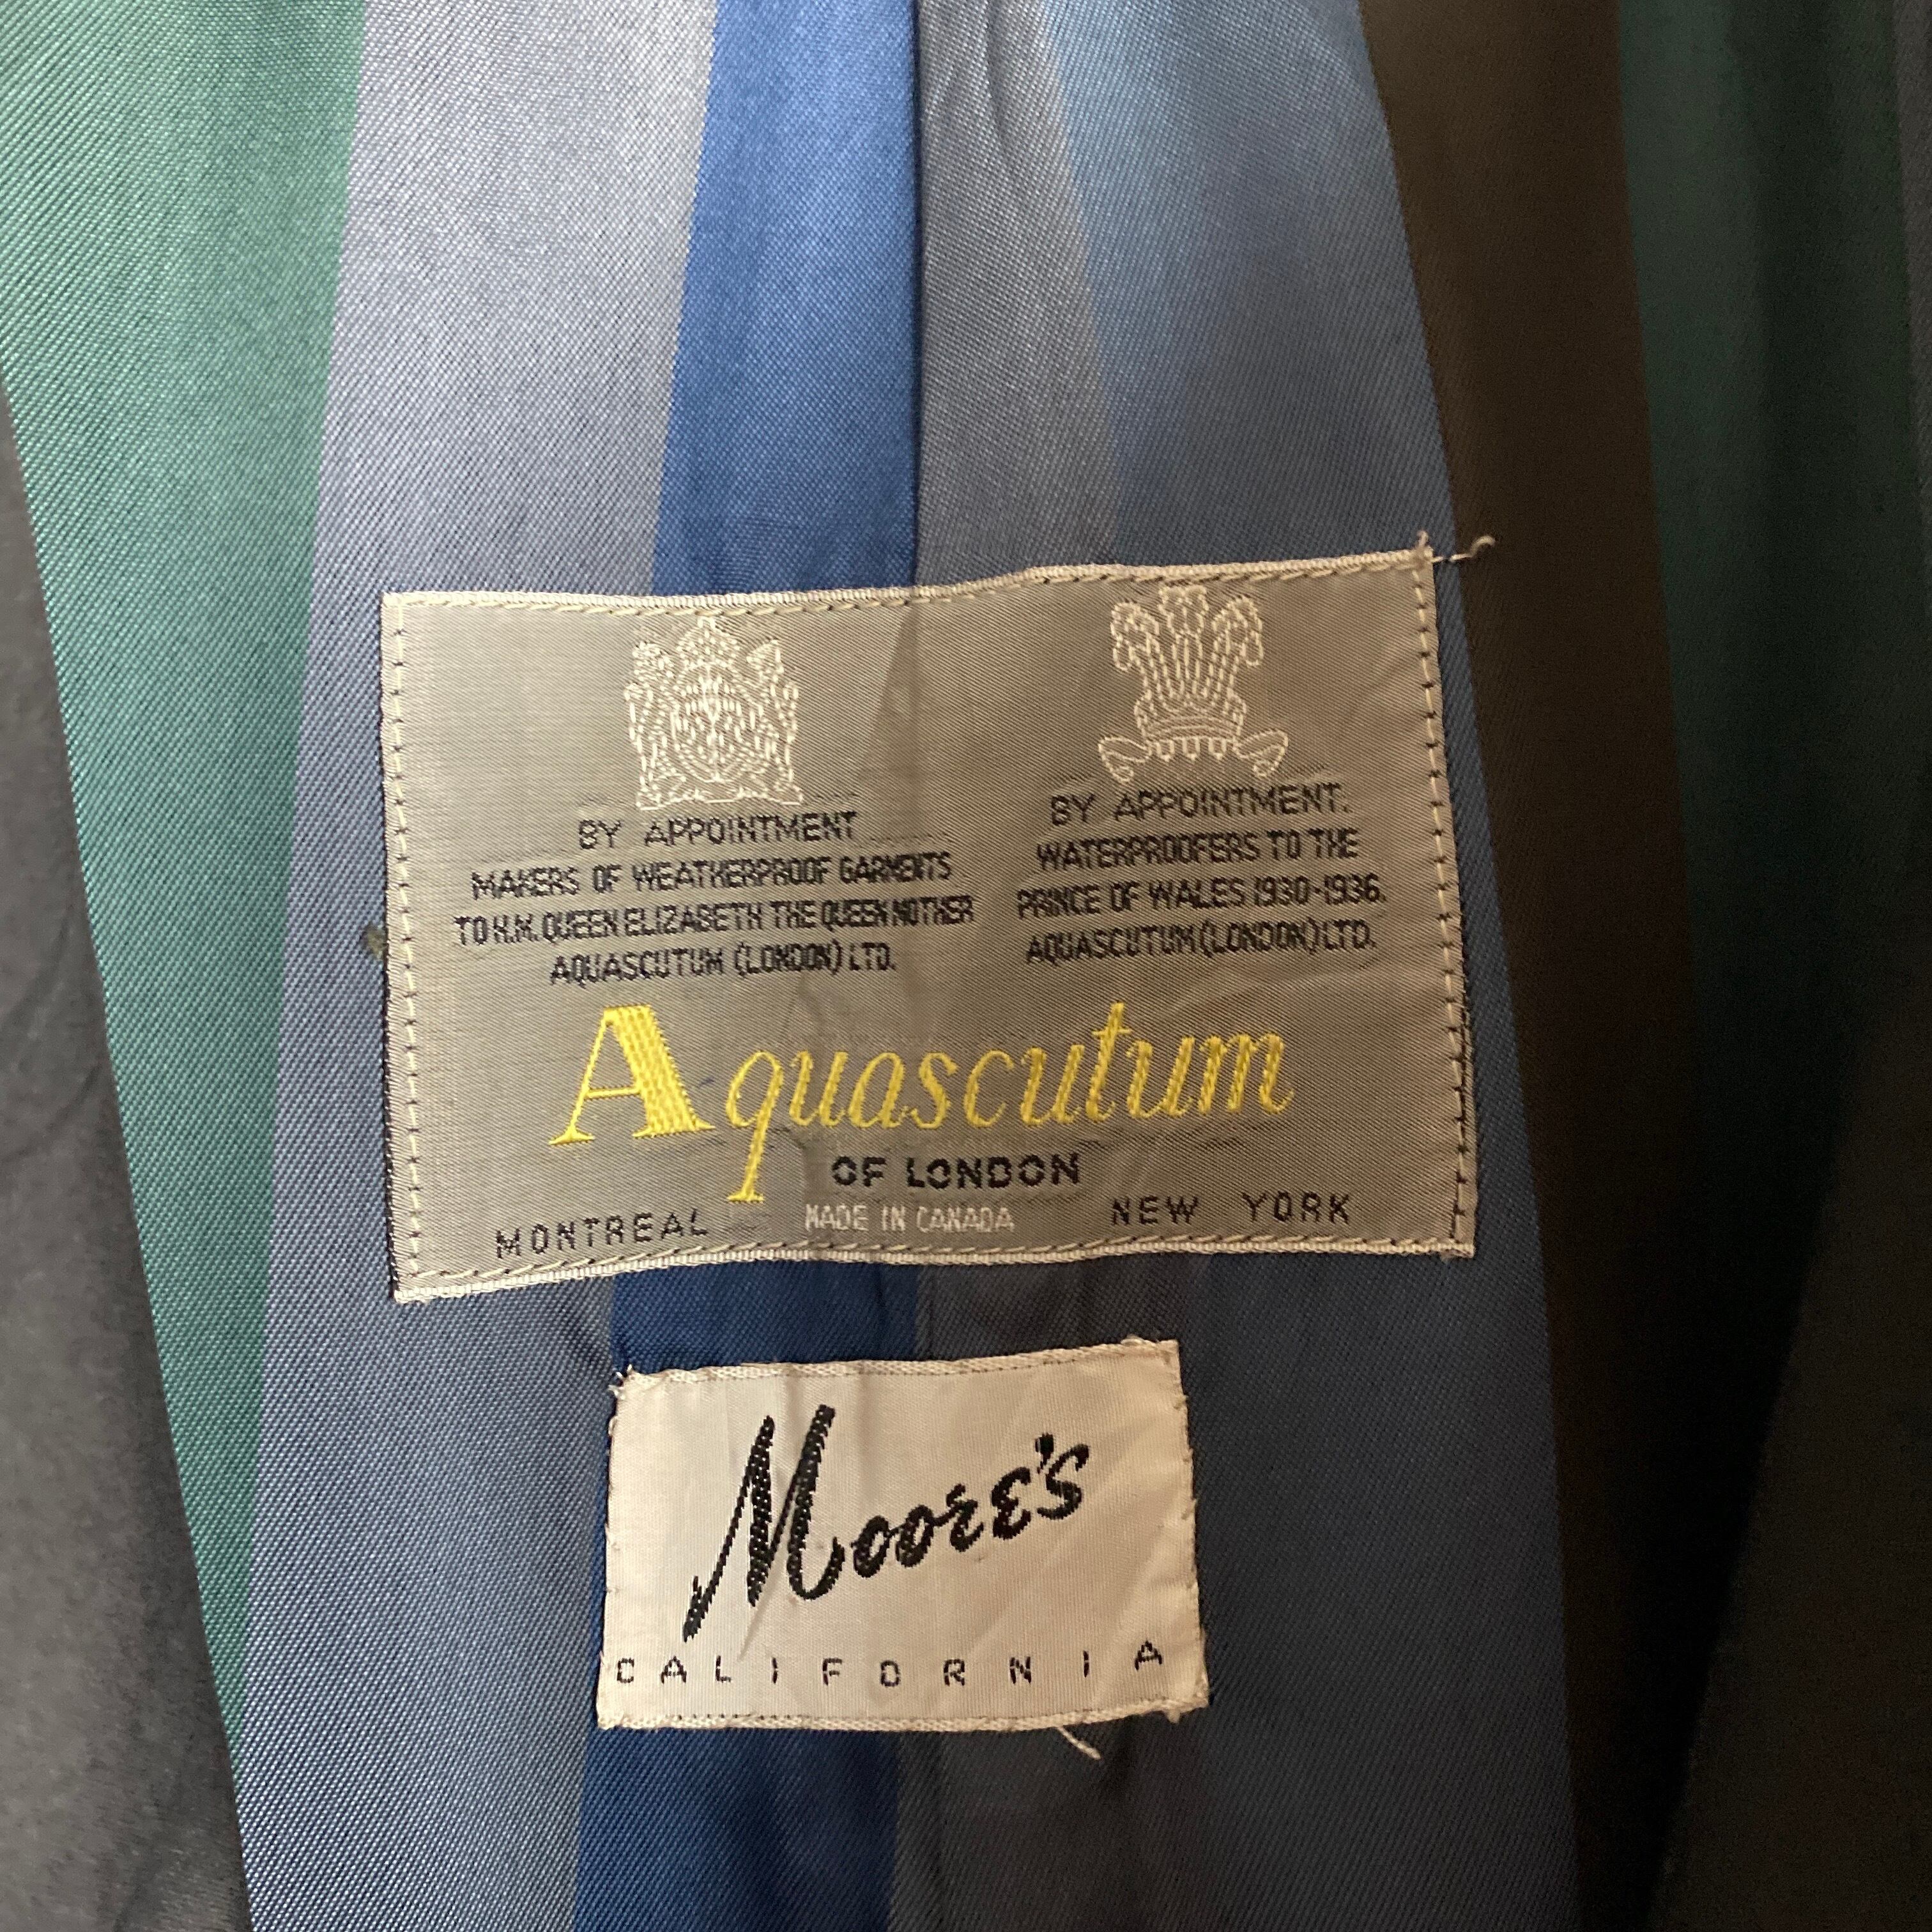 BY APPOINTMENT
MAKERS OF WEATHERPROOF GARMENTS
TO H.M. QUEEN ELIZABETH THE QUEEN MOTHER
AQUASCUTUM (LONDON) LTD.
BY APPOINTMENT.
WATERPROOFERS TO THE
PRINCE OF WALES 1930-1936.
AQUASCUTUM (LONDON) LTD.
Aquascutum
OF LONDON
MONTREAL MADE IN CANADA NEW YORK
Moore's
CALIFORNIA